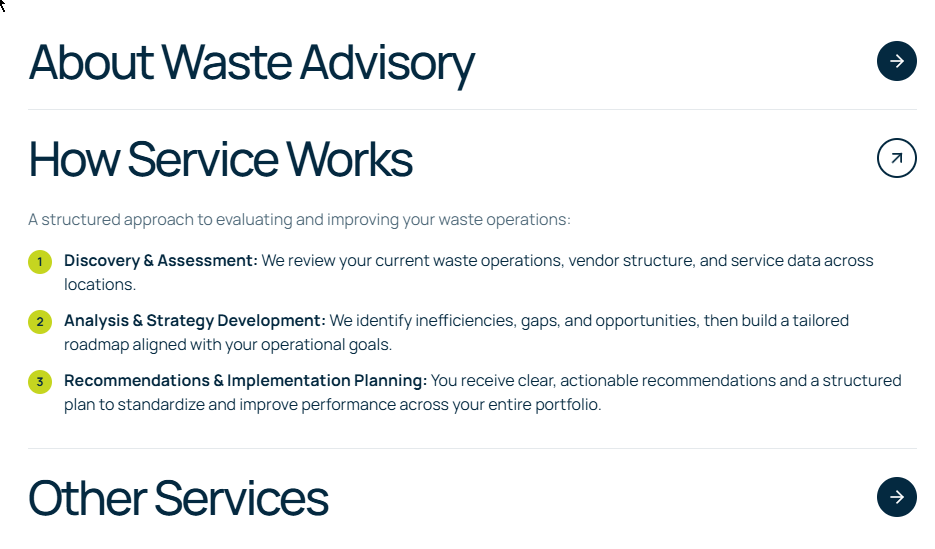 About Waste Advisory
How Service Works
A structured approach to evaluating and improving your waste operations:
1 Discovery & Assessment: We review your current waste operations, vendor structure, and service data across
locations.
2 Analysis & Strategy Development: We identify inefficiencies, gaps, and opportunities, then build a tailored
roadmap aligned with your operational goals.
3 Recommendations & Implementation Planning: You receive clear, actionable recommendations and a structured
plan to standardize and improve performance across your entire portfolio.
Other Services